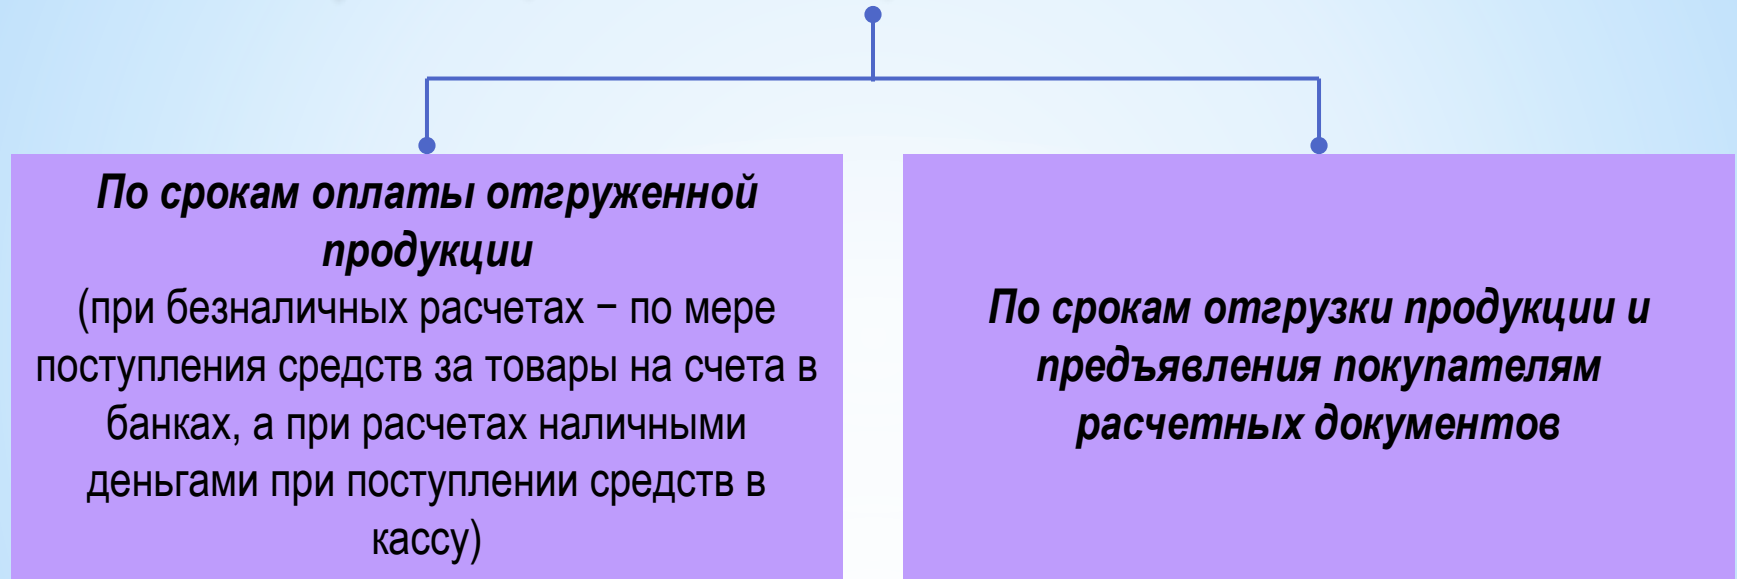 По срокам оплаты отгруженной
продукции
(при безналичных расчетах – по мере
поступления средств за товары на счета в
банках, а при расчетах наличными
деньгами при поступлении средств в
кассу)
По срокам отгрузки продукции и
предъявления покупателям
расчетных документов